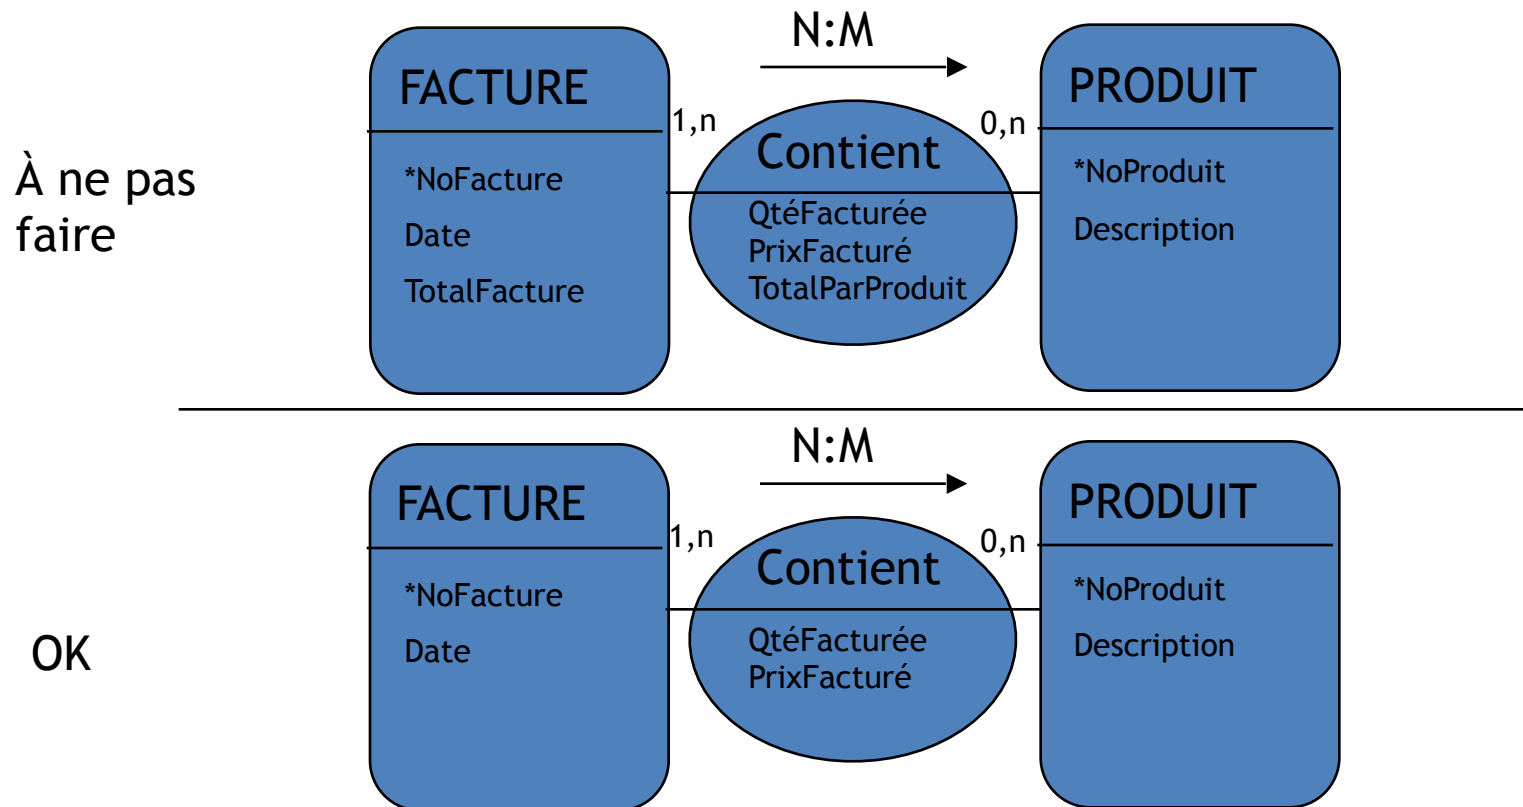 À ne pas
faire
FACTURE
*NoFacture
Date
TotalFacture
N:M
1,n
0,n
Contient
QtéFacturée
PrixFacturé
TotalParProduit
PRODUIT
*NoProduit
Description
OK
FACTURE
*NoFacture
Date
N:M
1,n
0,n
Contient
QtéFacturée
PrixFacturé
PRODUIT
*NoProduit
Description